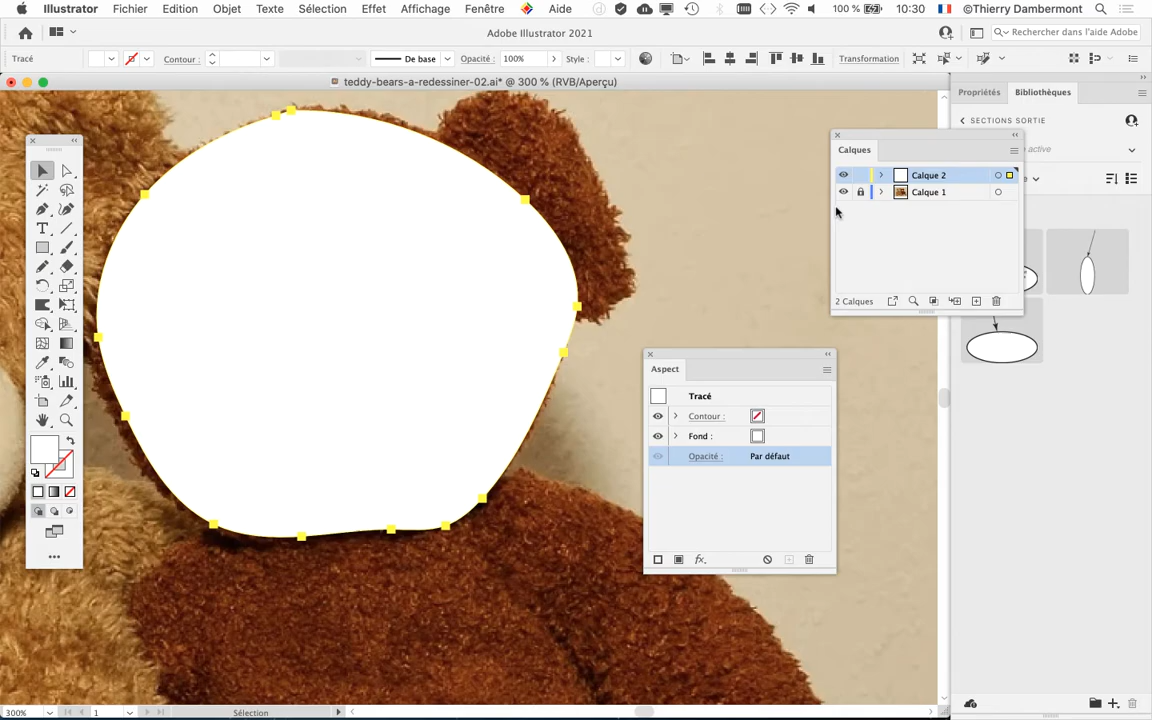 Illustrator Fichier Edition Objet Texte Sélection Effet Affichage Fenêtre Aide 100 % 10:30 ©Thierry Dambermont
Adobe Illustrator 2021
Rechercher dans l'aide Adobe
Tracé Contour : De base Opacité : 100% Style : Transformation
teddy-bears-a-redessiner-02.ai* @ 300 % (RVB/Aperçu)
Propriétés Bibliothèques
SECTIONS SORTIE
active
Calques
Calque 2
Calque 1
2 Calques
Aspect
Tracé
Contour :
Fond :
Opacité : Par défaut
fx
300% 1 Sélection